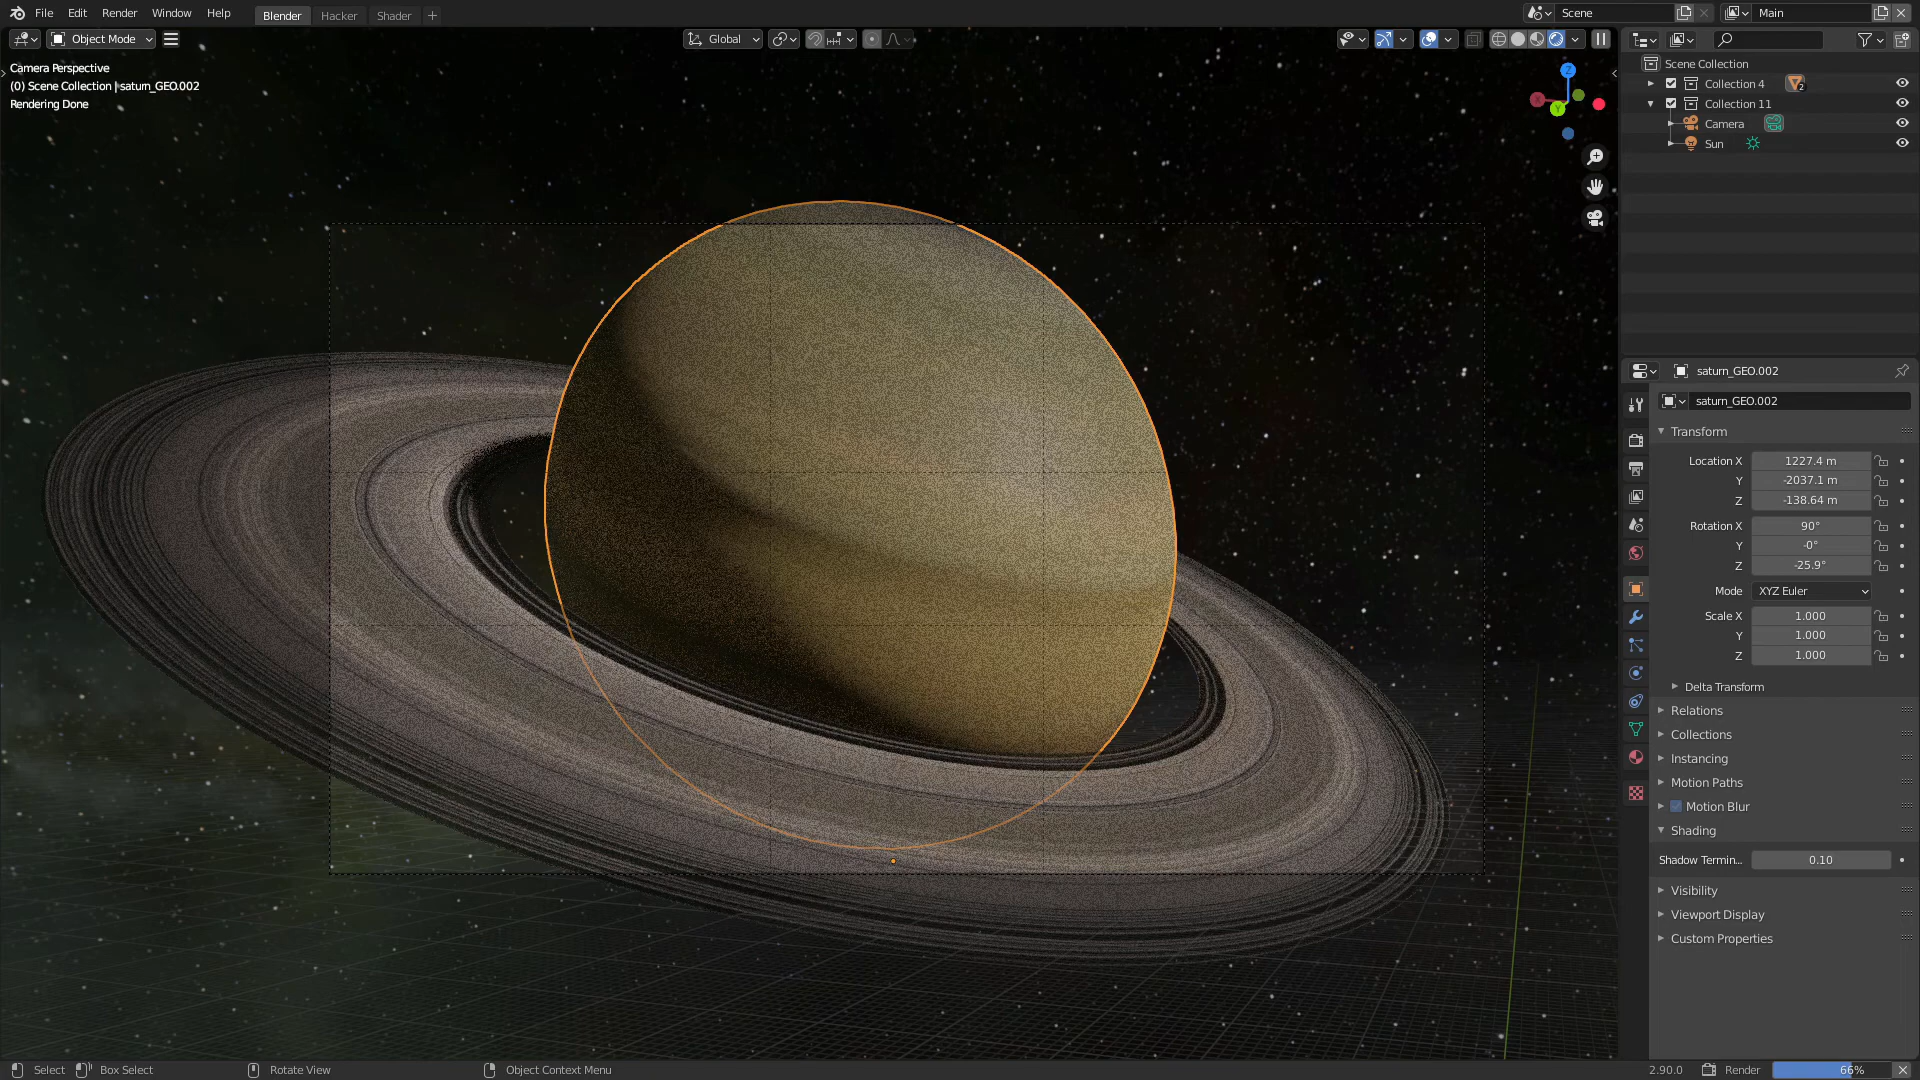 File Edit Render Window Help
Blender Hacker Shader +
Scene
Main
Object Mode
Global
Camera Perspective
(0) Scene Collection | saturn_GEO.002
Rendering Done
X
Y
Z
Scene Collection
Collection 4
2
Collection 11
Camera
Sun
saturn_GEO.002
saturn_GEO.002
Transform
Location X 1227.4 m
Y -2037.1 m
Z -138.64 m
Rotation X 90°
Y -0°
Z -25.9°
Mode XYZ Euler
Scale X 1.000
Y 1.000
Z 1.000
Delta Transform
Relations
Collections
Instancing
Motion Paths
Motion Blur
Shading
Shadow Termin... 0.10
Visibility
Viewport Display
Custom Properties
Select Box Select Rotate View Object Context Menu 2.90.0 Render 66%